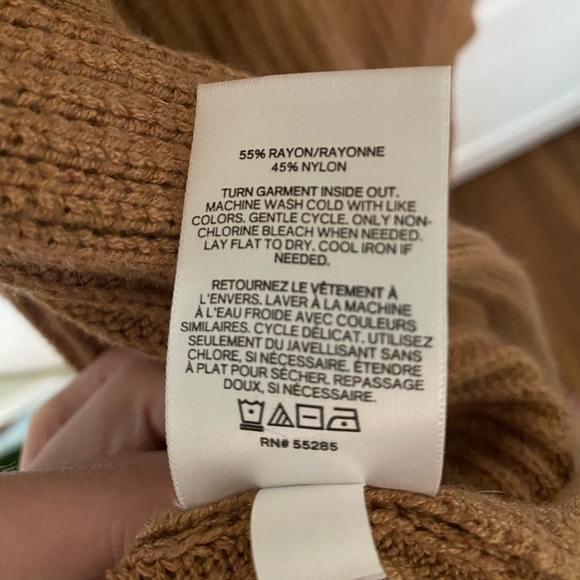 55% RAYON/RAYONNE
45% NYLON
TURN GARMENT INSIDE OUT.
MACHINE WASH COLD WITH LIKE
COLORS. GENTLE CYCLE. ONLY NON-
CHLORINE BLEACH WHEN NEEDED.
LAY FLAT TO DRY. COOL IRON IF
NEEDED.
RETOURNEZ LE VÊTEMENT À
L'ENVERS. LAVER À LA MACHINE
À L'EAU FROIDE AVEC COULEURS
SIMILAIRES. CYCLE DÉLICAT. UTILISEZ
SEULEMENT DU JAVELLISANT SANS
CHLORE, SI NÉCESSAIRE. ÉTENDRE
À PLAT POUR SÉCHER. REPASSAGE
DOUX, SI NÉCESSAIRE.
RN# 55285